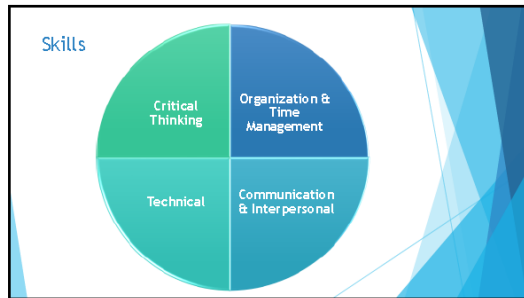 Skills
Critical
Thinking
Organization &
Time
Management
Technical
Communication
& Interpersonal